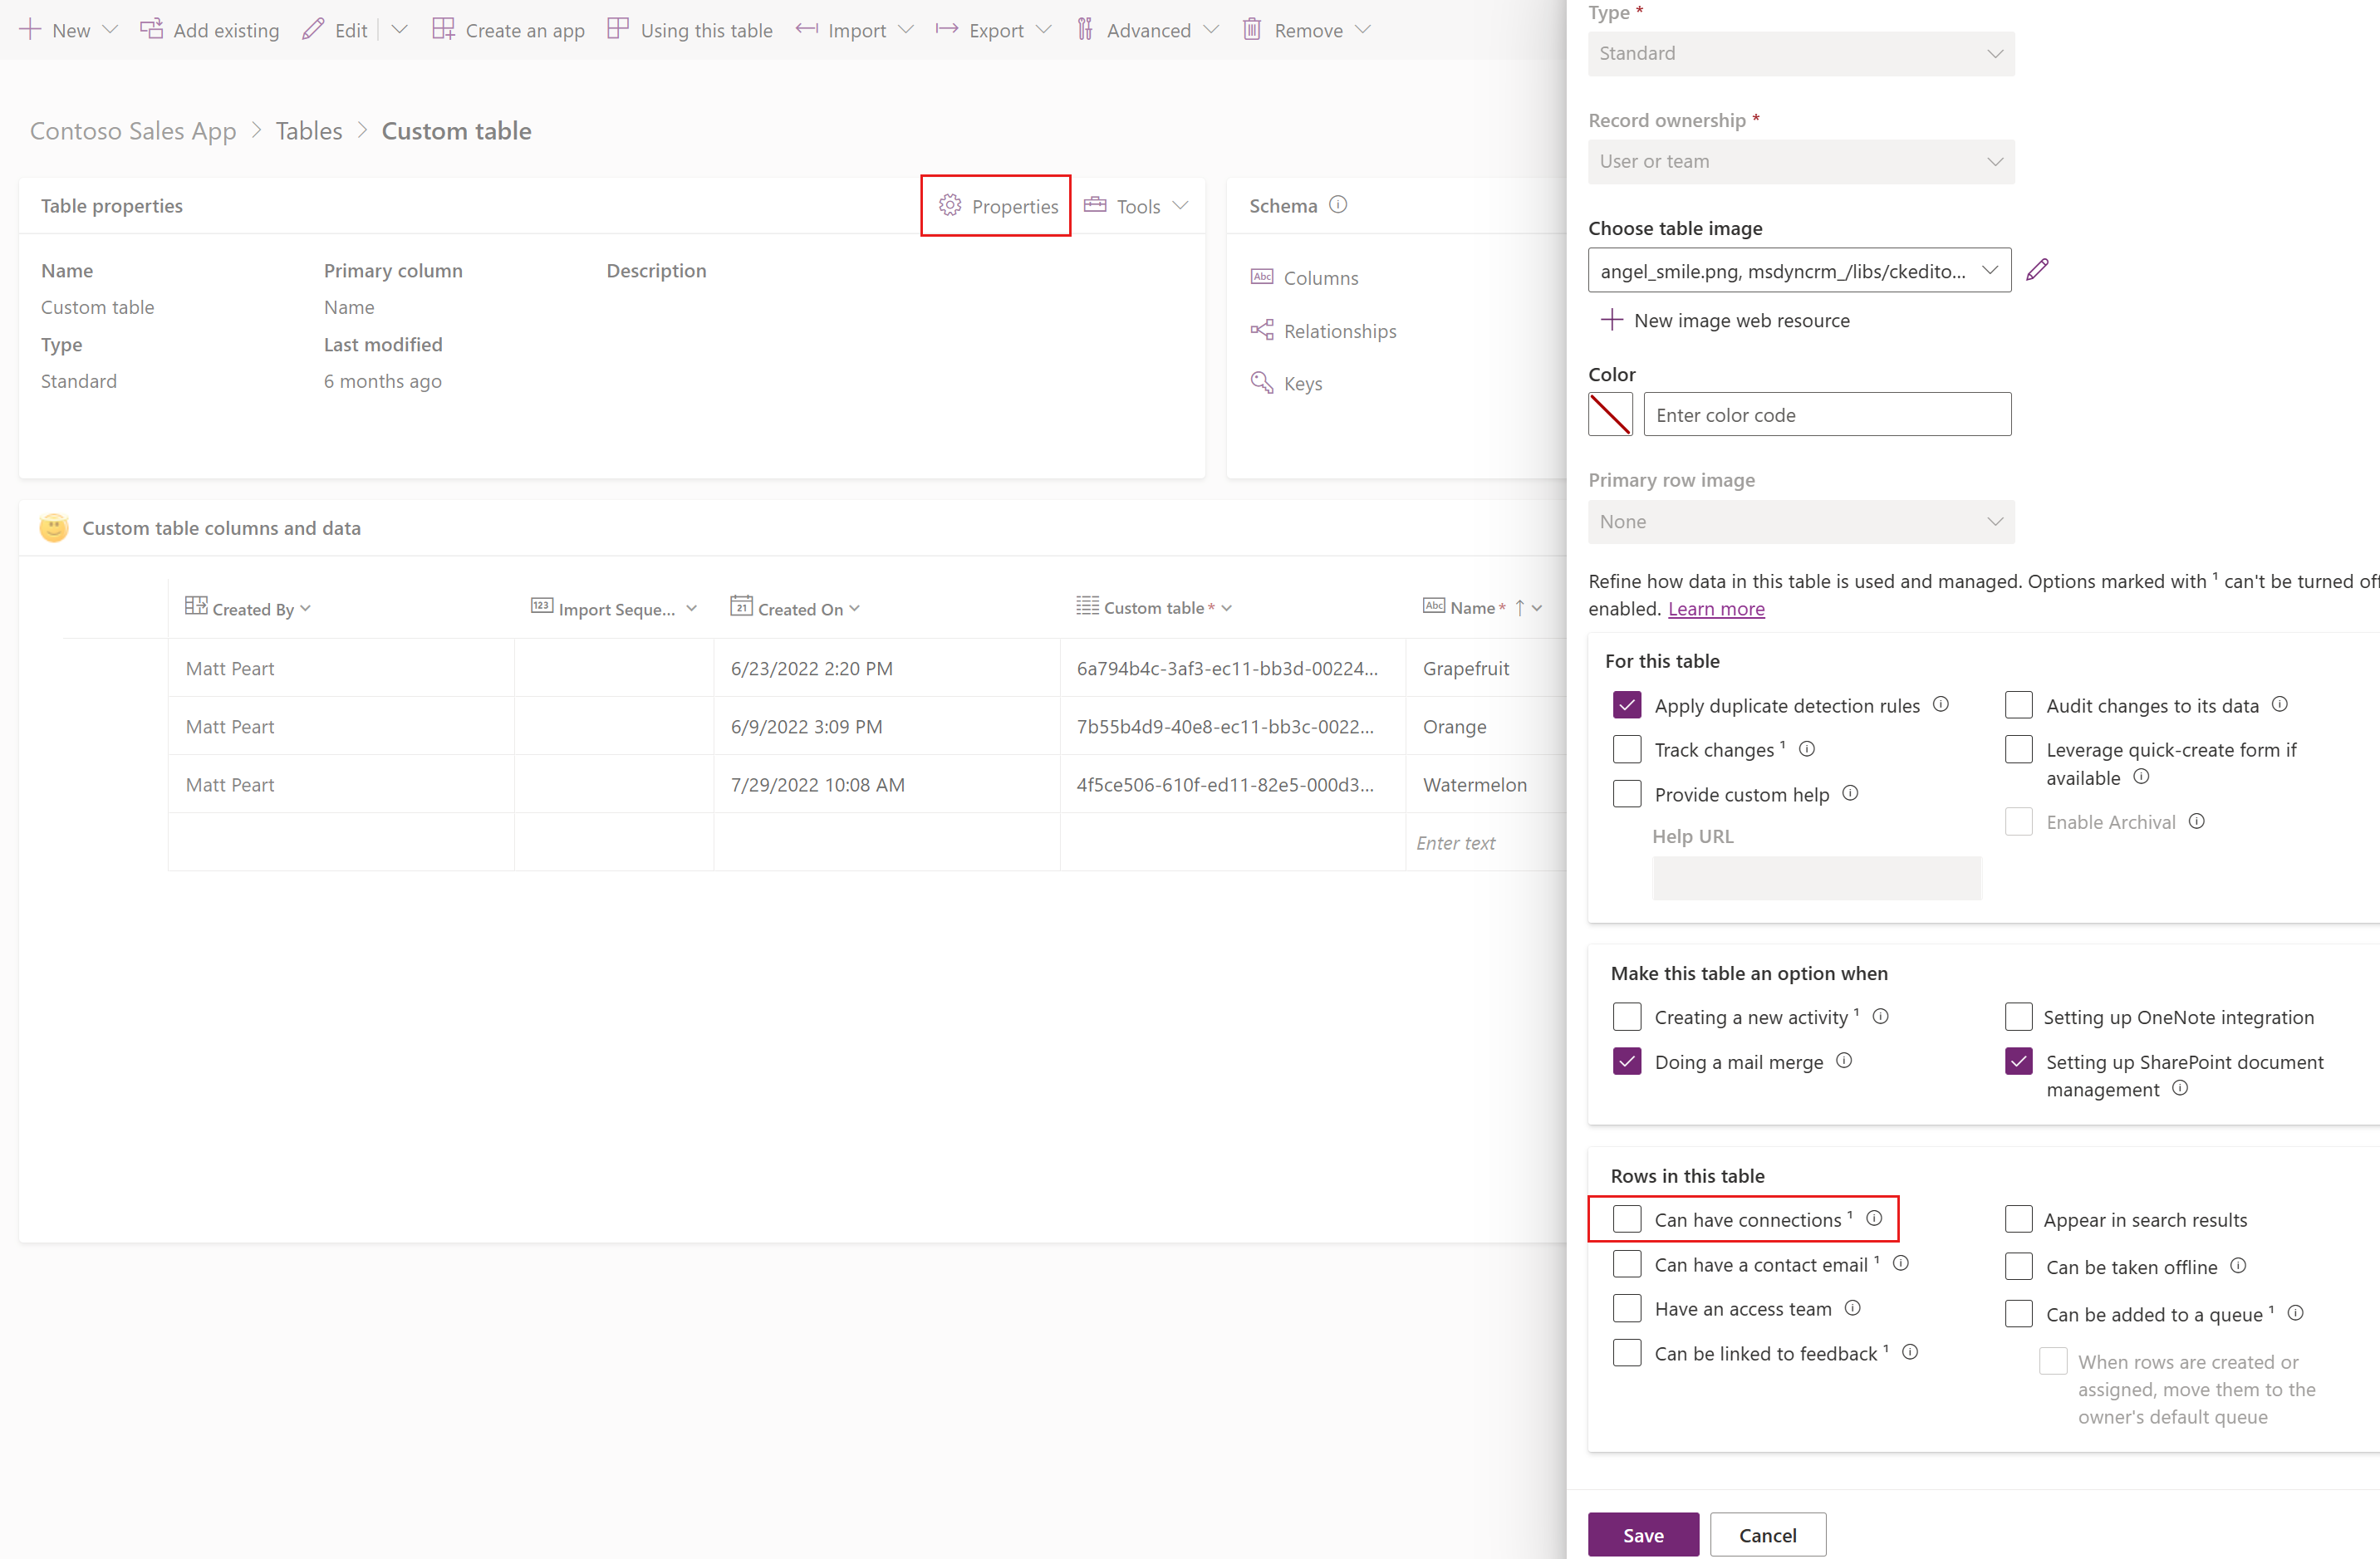 New
Add existing
Edit
Create an app
Using this table
Import
Export
Advanced
Remove
Contoso Sales App > Tables > Custom table
Table properties
Properties
Tools
Name
Primary column
Description
Custom table
Name
Type
Last modified
Standard
6 months ago
Schema
Abc Columns
Relationships
Keys
Custom table columns and data
Created By
123 Import Seque...
21 Created On
Custom table *
Abc Name * ↑
Matt Peart
6/23/2022 2:20 PM
6a794b4c-3af3-ec11-bb3d-00224...
Grapefruit
Matt Peart
6/9/2022 3:09 PM
7b55b4d9-40e8-ec11-bb3c-0022...
Orange
Matt Peart
7/29/2022 10:08 AM
4f5ce506-610f-ed11-82e5-000d3...
Watermelon
Enter text
Type *
Standard
Record ownership *
User or team
Choose table image
angel_smile.png, msdyncrm_/libs/ckedito...
New image web resource
Color
Enter color code
Primary row image
None
Refine how data in this table is used and managed. Options marked with ¹ can't be turned off
enabled. Learn more
For this table
Apply duplicate detection rules
Track changes ¹
Provide custom help
Help URL
Audit changes to its data
Leverage quick-create form if
available
Enable Archival
Make this table an option when
Creating a new activity ¹
Doing a mail merge
Setting up OneNote integration
Setting up SharePoint document
management
Rows in this table
Can have connections ¹
Can have a contact email ¹
Have an access team
Can be linked to feedback ¹
Appear in search results
Can be taken offline
Can be added to a queue ¹
When rows are created or
assigned, move them to the
owner's default queue
Save
Cancel